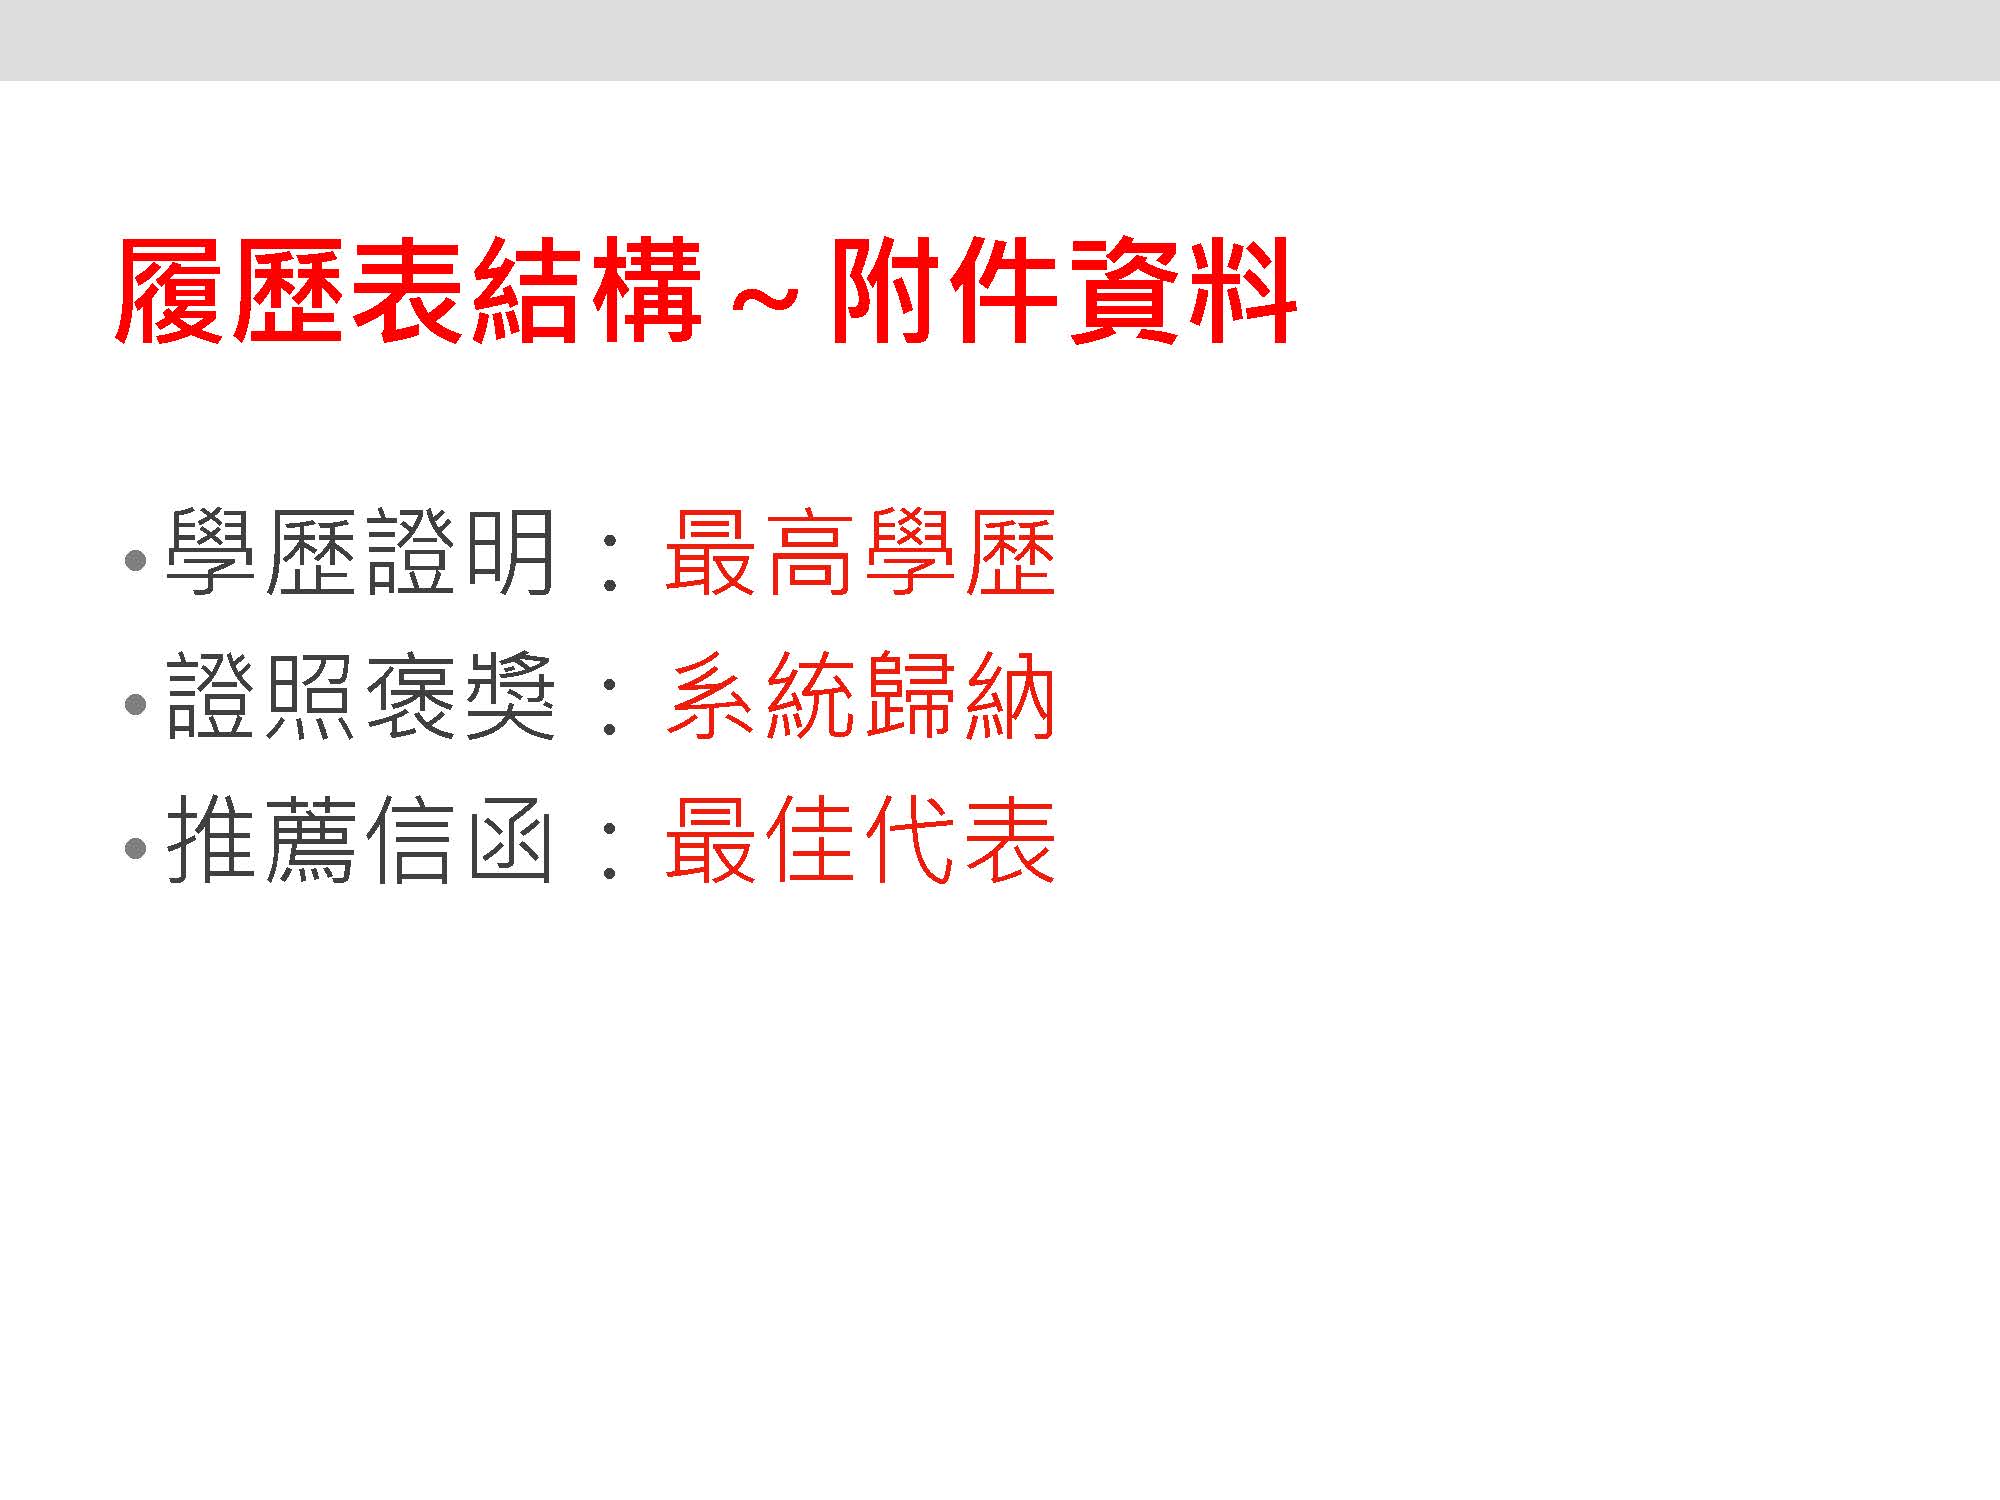 履歷表結構~附件資料
•學歷證明：最高學歷
•證照褒獎：系統歸納
•推薦信函：最佳代表